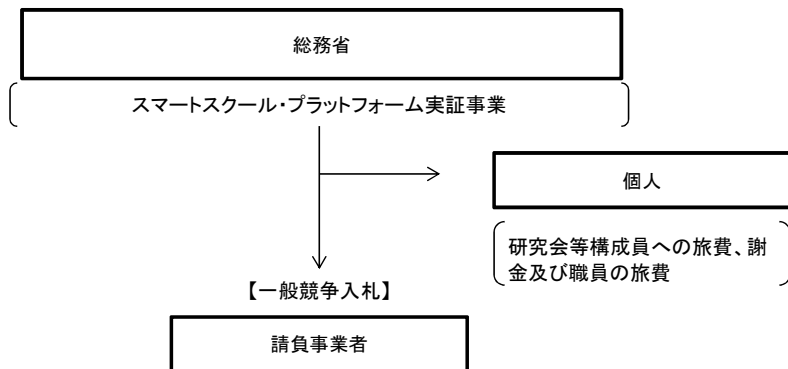 総務省
スマートスクール・プラットフォーム実証事業
個人
研究会等構成員への旅費、謝
金及び職員の旅費
【一般競争入札】
請負事業者